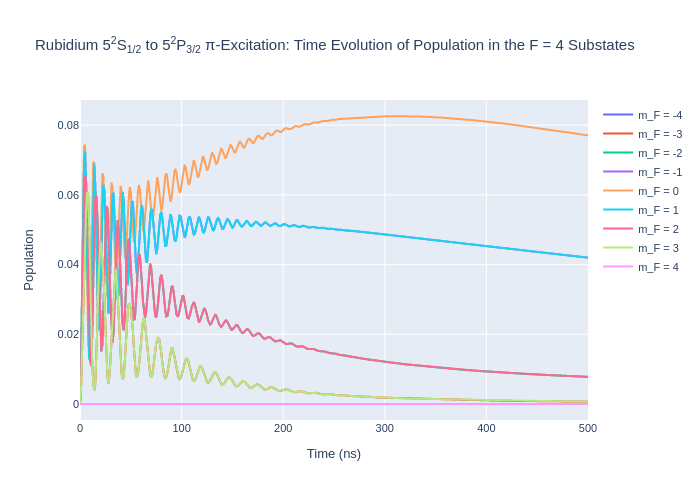 Rubidium 5²S₁/₂ to 5²P₃/₂ π-Excitation: Time Evolution of Population in the F = 4 Substates
m_F = -4
m_F = -3
m_F = -2
m_F = -1
m_F = 0
m_F = 1
m_F = 2
m_F = 3
m_F = 4
Population
0.08
0.06
0.04
0.02
0
0 100 200 300 400 500
Time (ns)